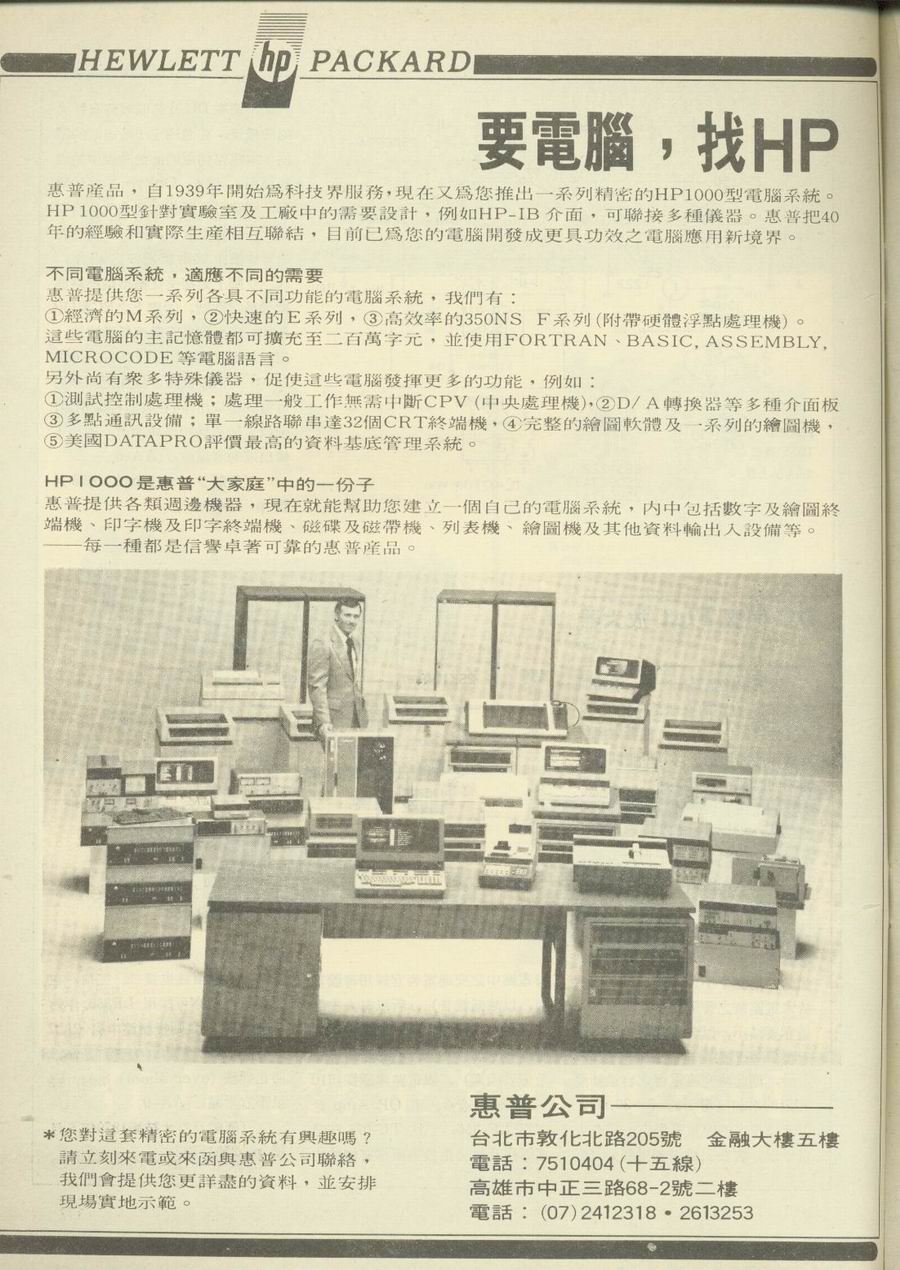 HEWLETT hp PACKARD
要電腦，找HP
惠普產品，自1939年開始爲科技界服務，現在又爲您推出一系列精密的HP1000型電腦系統。
HP 1000型針對實驗室及工廠中的需要設計，例如HP-IB 介面，可聯接多種儀器。惠普把40
年的經驗和實際生產相互聯結，目前已爲您的電腦開發成更具功效之電腦應用新境界。
不同電腦系統，適應不同的需要
惠普提供您一系列各具不同功能的電腦系統，我們有：
①經濟的M系列，②快速的E系列，③高效率的350NS F系列(附帶硬體浮點處理機)。
這些電腦的主記憶體都可擴充至二百萬字元，並使用FORTRAN、BASIC, ASSEMBLY,
MICROCODE等電腦語言。
另外尚有衆多特殊儀器，促使這些電腦發揮更多的功能，例如：
①測試控制處理機；處理一般工作無需中斷CPV (中央處理機)，②D/A轉換器等多種介面板
③多點通訊設備；單一線路聯串達32個CRT終端機，④完整的繪圖軟體及一系列的繪圖機，
⑤美國DATAPRO評價最高的資料基底管理系統。
HP1000是惠普“大家庭”中的一份子
惠普提供各類週邊機器，現在就能幫助您建立一個自己的電腦系統，內中包括數字及繪圖終
端機、印字機及印字終端機、磁碟及磁帶機、列表機、繪圖機及其他資料輸出入設備等。
——每一種都是信譽卓著可靠的惠普產品。
＊您對這套精密的電腦系統有興趣嗎？
請立刻來電或來函與惠普公司聯絡，
我們會提供您更詳盡的資料，並安排
現場實地示範。
惠普公司
台北市敦化北路205號 金融大樓五樓
電話：7510404(十五線)
高雄市中正三路68-2號二樓
電話：(07)2412318•2613253